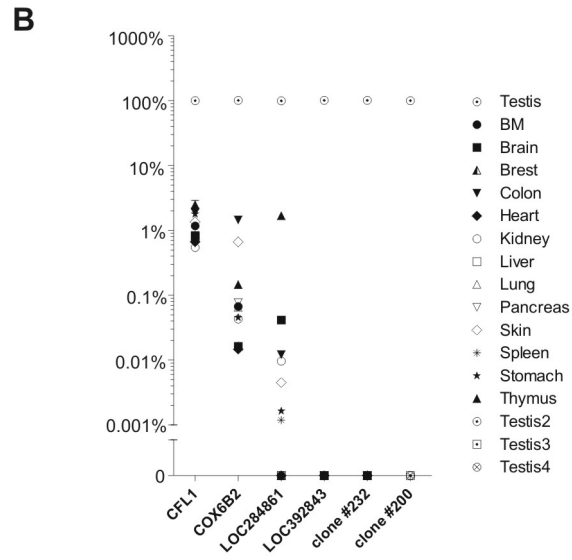 B
1000%
100%
10%
1%
0.1%
0.01%
0.001%
0
CFL1
COX6B2
LOC284861
LOC392843
clone #232
clone #200
Testis
BM
Brain
Brest
Colon
Heart
Kidney
Liver
Lung
Pancreas
Skin
Spleen
Stomach
Thymus
Testis2
Testis3
Testis4